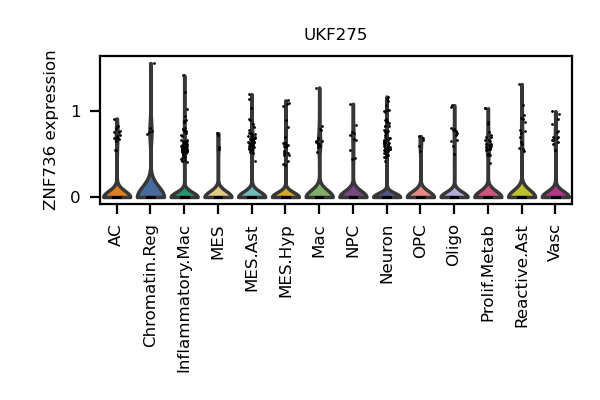 UKF275
ZNF736 expression
1
0
AC
Chromatin.Reg
Inflammatory.Mac
MES
MES.Ast
MES.Hyp
Mac
NPC
Neuron
OPC
Oligo
Prolif.Metab
Reactive.Ast
Vasc